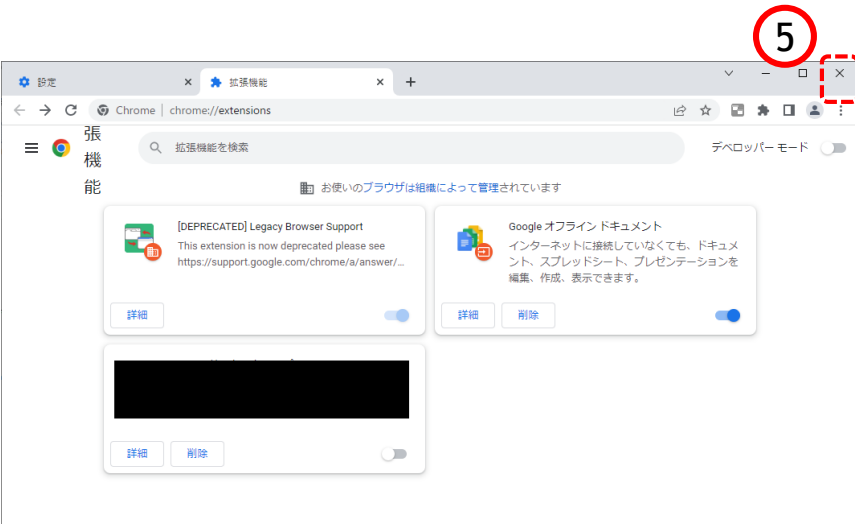 5
設定
拡張機能
Chrome | chrome://extensions
張
機
能
拡張機能を検索
デベロッパー モード
お使いのブラウザは組織によって管理されています
[DEPRECATED] Legacy Browser Support
This extension is now deprecated please see
https://support.google.com/chrome/a/answer/...
詳細
Google オフライン ドキュメント
インターネットに接続していなくても、ドキュメ
ント、スプレッドシート、プレゼンテーションを
編集、作成、表示できます。
詳細 削除
詳細 削除